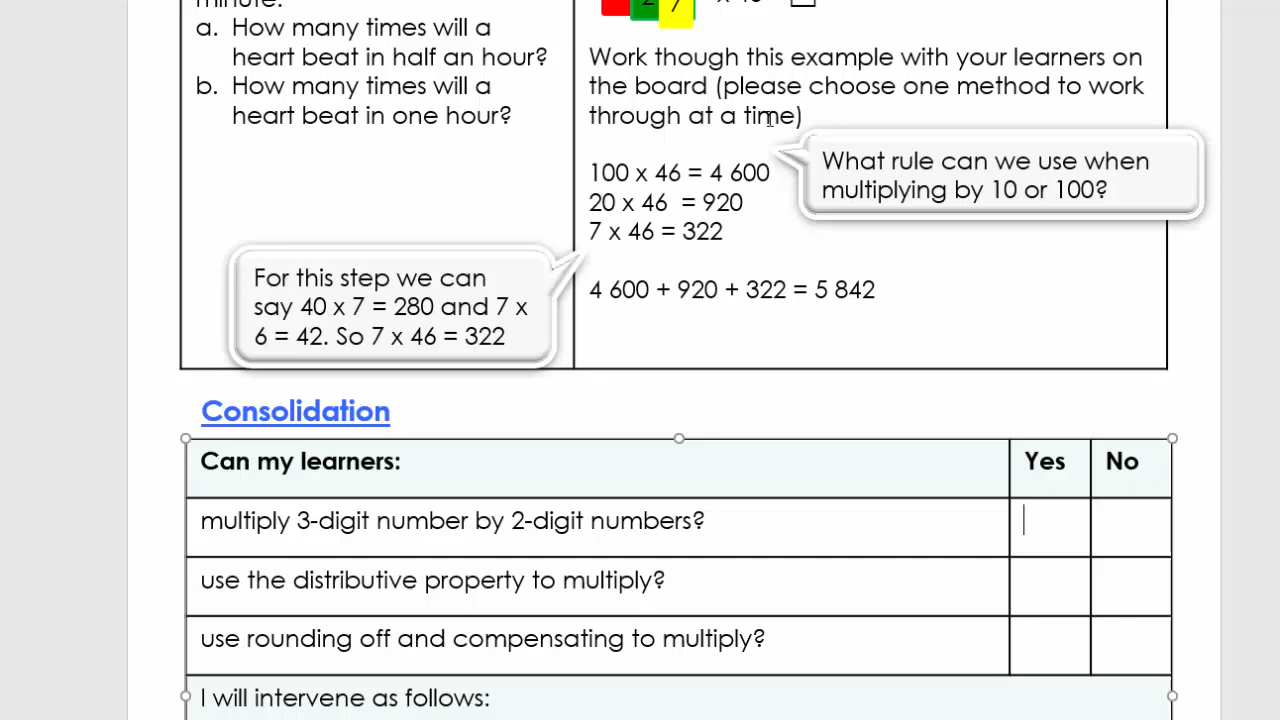 minute.
a. How many times will a
heart beat in half an hour?
b. How many times will a
heart beat in one hour?
7
Work though this example with your learners on
the board (please choose one method to work
through at a time)
100 x 46 = 4 600
20 x 46 = 920
7 x 46 = 322
4 600 + 920 + 322 = 5 842
What rule can we use when
multiplying by 10 or 100?
For this step we can
say 40 x 7 = 280 and 7 x
6 = 42. So 7 x 46 = 322
Consolidation
Can my learners: Yes No
multiply 3-digit number by 2-digit numbers?
use the distributive property to multiply?
use rounding off and compensating to multiply?
I will intervene as follows: